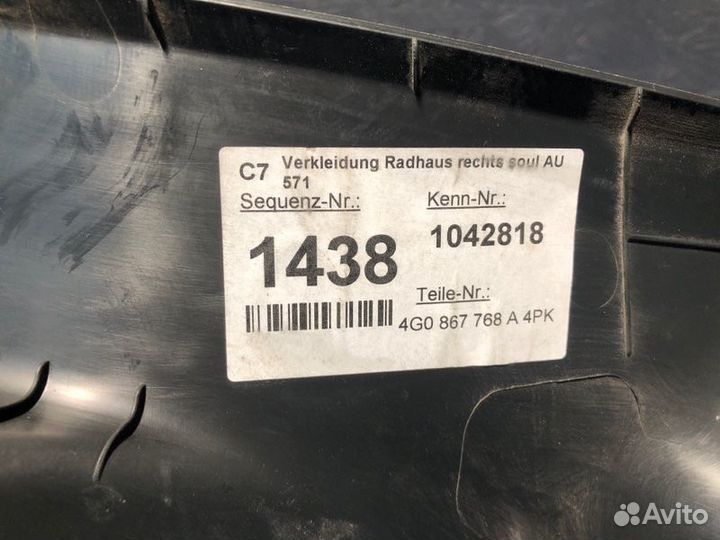 C7 Verkleidung Radhaus rechts soul AU
571
Sequenz-Nr.: Kenn-Nr.:
1438 1042818
Teile-Nr.:
4G0 867 768 A 4PK
Avito